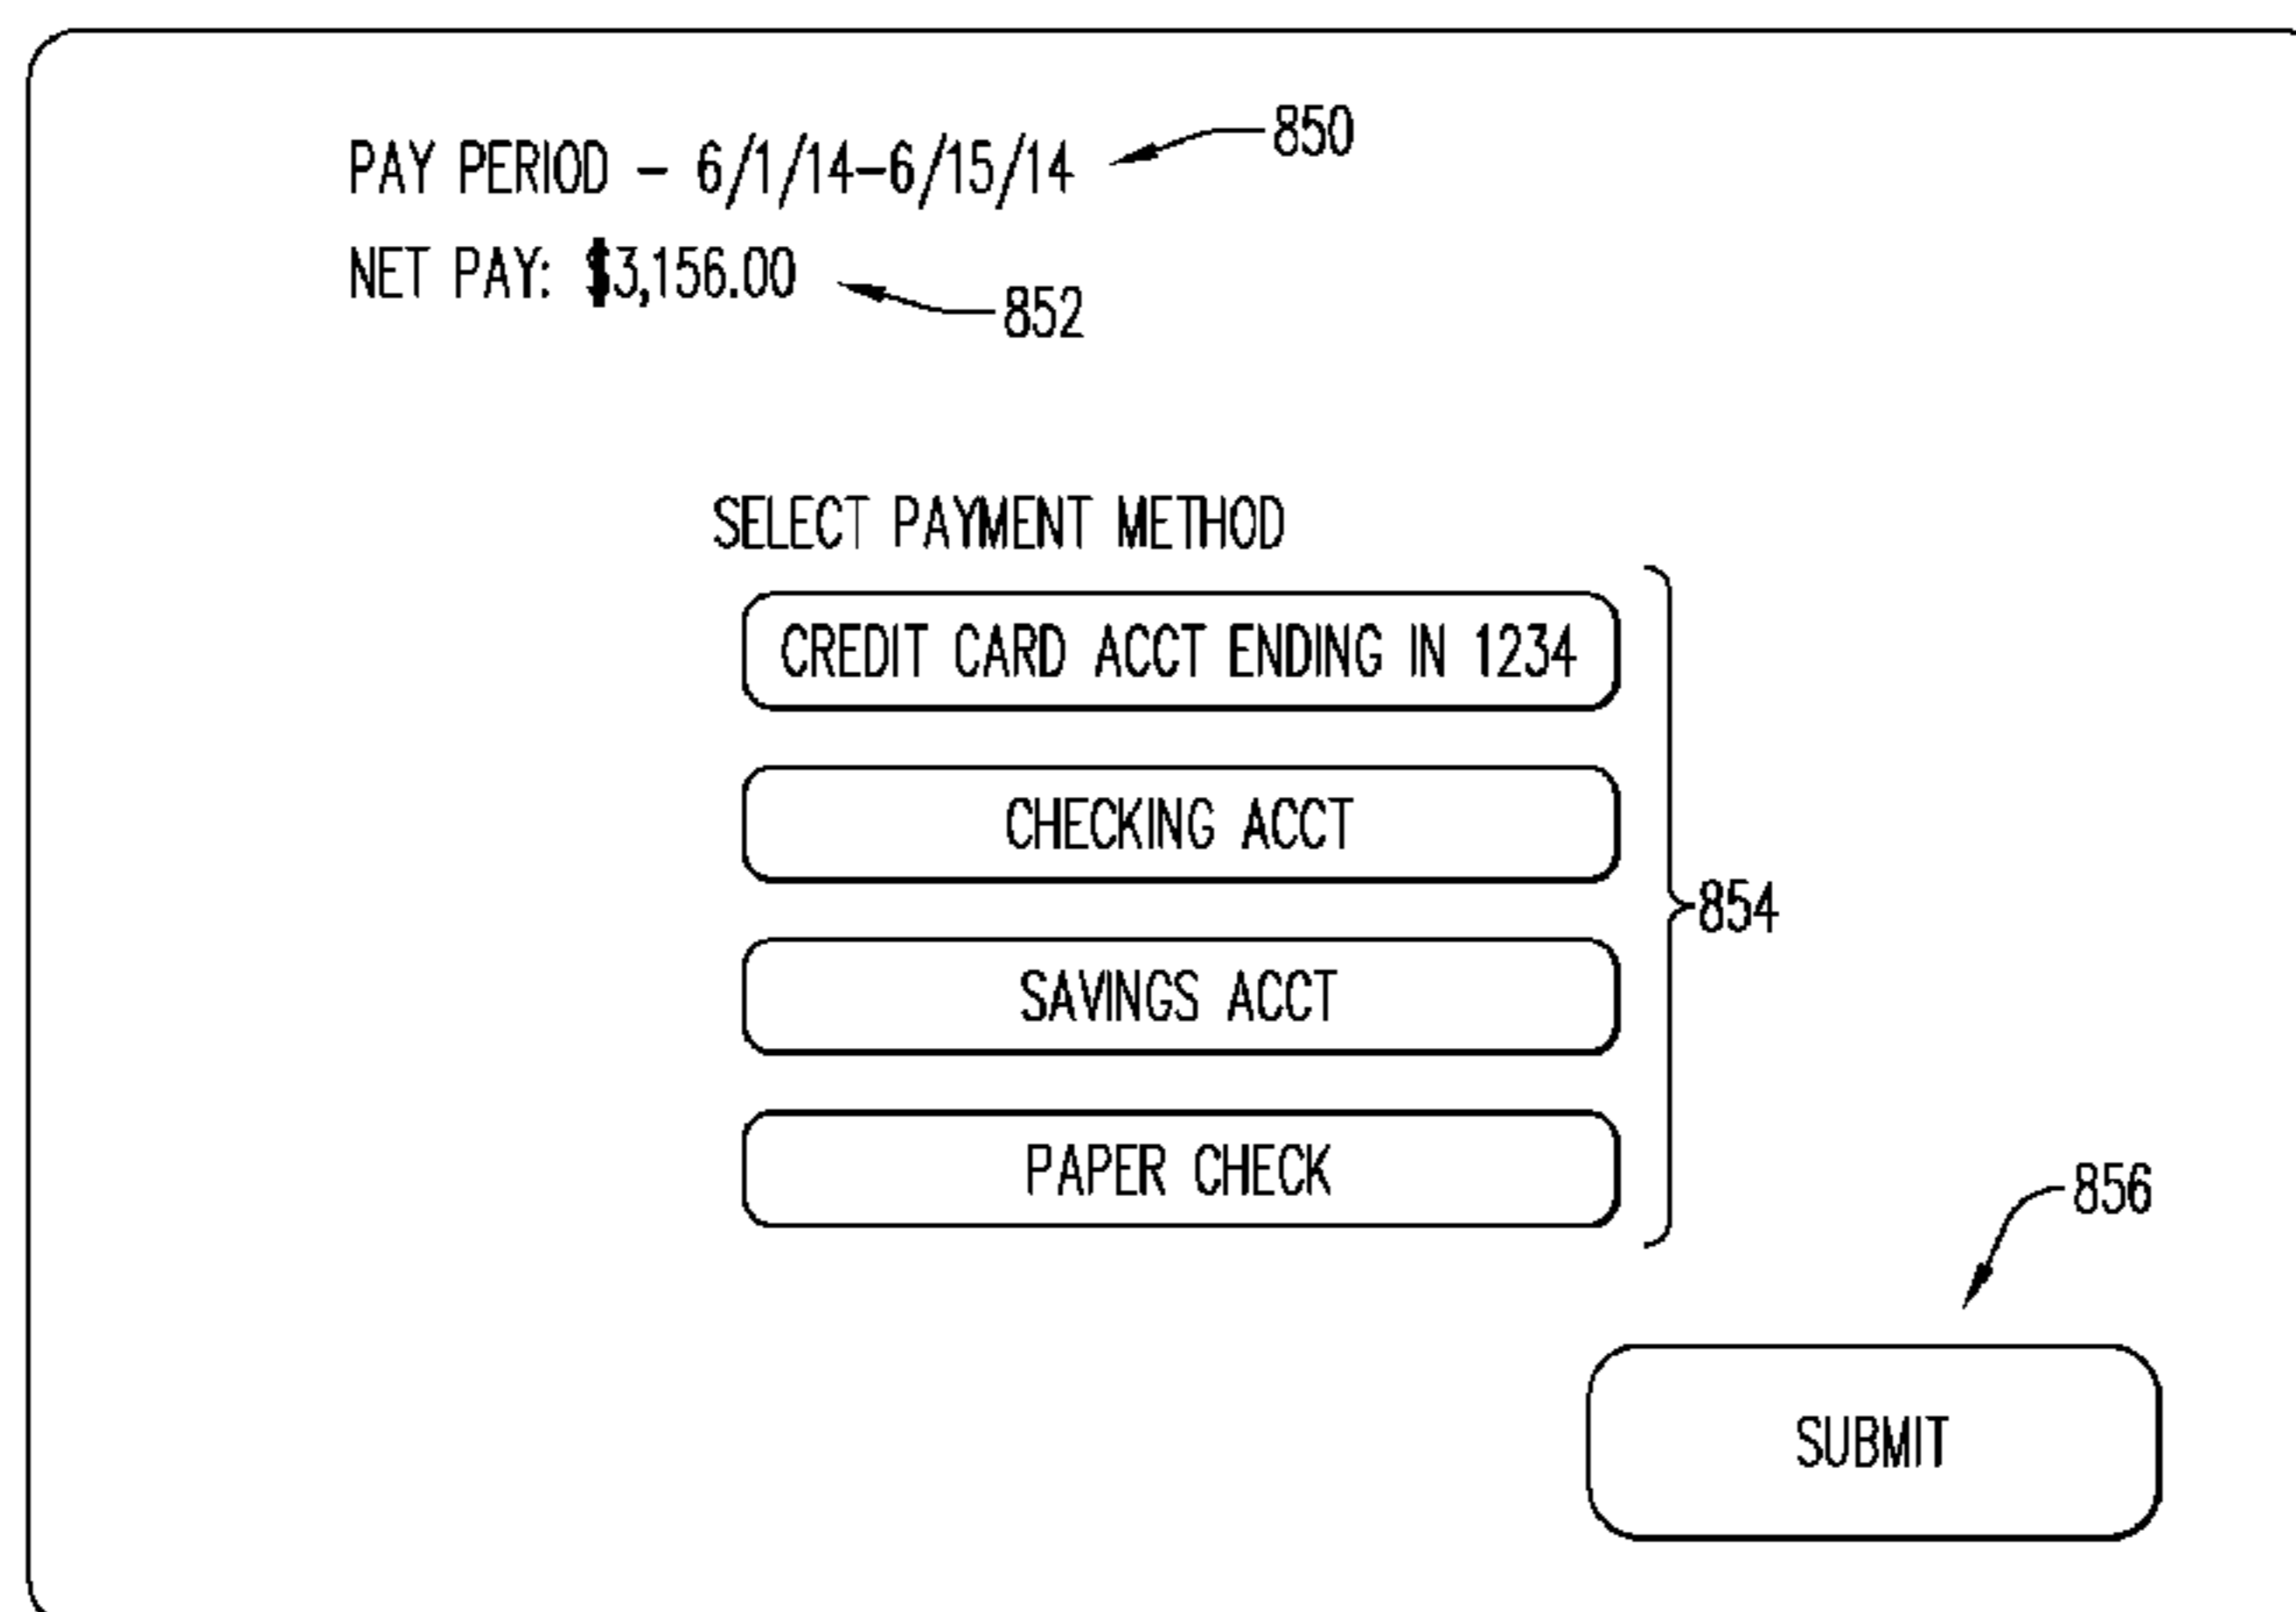 PAY PERIOD - 6/1/14-6/15/14
850
NET PAY: $3,156.00
852
SELECT PAYMENT METHOD
CREDIT CARD ACCT ENDING IN 1234
CHECKING ACCT
854
SAVINGS ACCT
PAPER CHECK
856
SUBMIT